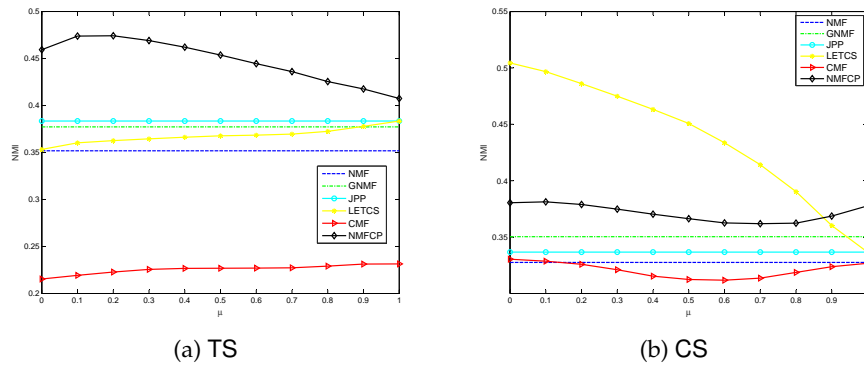 0.5
0.45
0.4
0.35
0.3
0.25
0.2
NMI
0 0.1 0.2 0.3 0.4 0.5 0.6 0.7 0.8 0.9 1
μ
NMF
GNMF
JPP
LETCS
CMF
NMFCP
(a) TS
0.55
0.5
0.45
0.4
0.35
0.3
NMI
0 0.1 0.2 0.3 0.4 0.5 0.6 0.7 0.8 0.9
μ
NMF
GNMF
JPP
LETCS
CMF
NMFCP
(b) CS